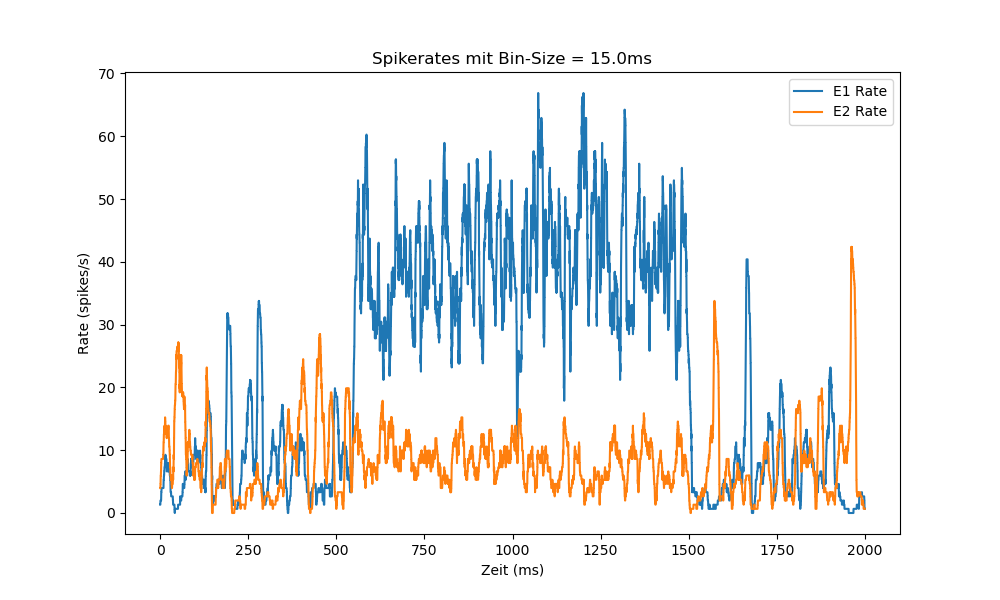 Spikerates mit Bin-Size = 15.0ms
70
60
50
40
30
20
10
0
Rate (spikes/s)
E1 Rate
E2 Rate
0 250 500 750 1000 1250 1500 1750 2000
Zeit (ms)